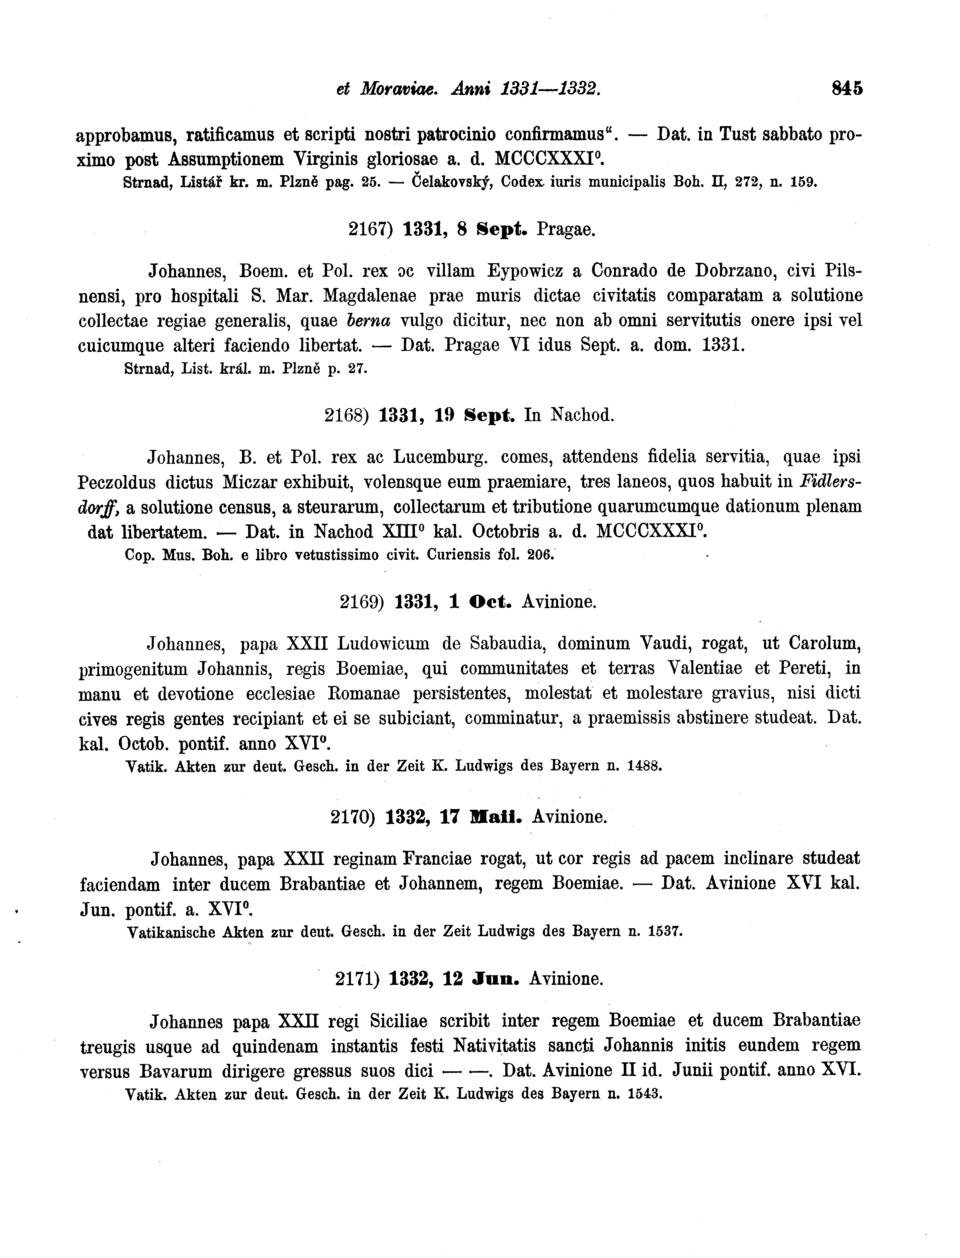 et Moraviae. Anni 1331—1332. 845
approbamus, ratificamus et scripti nostri patrocinio confirmamus“. — Dat. in Tust sabbato pro-
ximo post Assumptionem Virginis gloriosae a. d. MCCCXXXI⁰.
Strnad, Listář kr. m. Plzně pag. 25. — Čelakovský, Codex iuris municipalis Boh. II, 272, n. 159.
2167) 1331, 8 Sept. Pragae.
Johannes, Boem. et Pol. rex ac villam Eypowicz a Conrado de Dobrzano, civi Pils-
nensi, pro hospitali S. Mar. Magdalenae prae muris dictae civitatis comparatam a solutione
collectae regiae generalis, quae berna vulgo dicitur, nec non ab omni servitutis onere ipsi vel
cuicumque alteri faciendo libertat. — Dat. Pragae VI idus Sept. a. dom. 1331.
Strnad, List. král. m. Plzně p. 27.
2168) 1331, 19 Sept. In Nachod.
Johannes, B. et Pol. rex ac Lucemburg. comes, attendens fidelia servitia, quae ipsi
Peczoldus dictus Miczar exhibuit, volensque eum praemiare, tres laneos, quos habuit in Fidlers-
dorff, a solutione census, a steurarum, collectarum et tributione quarumcumque dationum plenam
dat libertatem. — Dat. in Nachod XIII⁰ kal. Octobris a. d. MCCCXXXI⁰.
Cop. Mus. Boh. e libro vetustissimo civit. Curiensis fol. 206.
2169) 1331, 1 Oct. Avinione.
Johannes, papa XXII Ludowicum de Sabaudia, dominum Vaudi, rogat, ut Carolum,
primogenitum Johannis, regis Boemiae, qui communitates et terras Valentiae et Pereti, in
manu et devotione ecclesiae Romanae persistentes, molestat et molestare gravius, nisi dicti
cives regis gentes recipiant et ei se subiciant, comminatur, a praemissis abstinere studeat. Dat.
kal. Octob. pontif. anno XVI⁰.
Vatik. Akten zur deut. Gesch. in der Zeit K. Ludwigs des Bayern n. 1488.
2170) 1332, 17 Maii. Avinione.
Johannes, papa XXII reginam Franciae rogat, ut cor regis ad pacem inclinare studeat
faciendam inter ducem Brabantiae et Johannem, regem Boemiae. — Dat. Avinione XVI kal.
Jun. pontif. a. XVI⁰.
Vatikanische Akten zur deut. Gesch. in der Zeit Ludwigs des Bayern n. 1537.
2171) 1332, 12 Jun. Avinione.
Johannes papa XXII regi Siciliae scribit inter regem Boemiae et ducem Brabantiae
treugis usque ad quindenam instantis festi Nativitatis sancti Johannis initis eundem regem
versus Bavarum dirigere gressus suos dici — —. Dat. Avinione II id. Junii pontif. anno XVI.
Vatik. Akten zur deut. Gesch. in der Zeit K. Ludwigs des Bayern n. 1543.